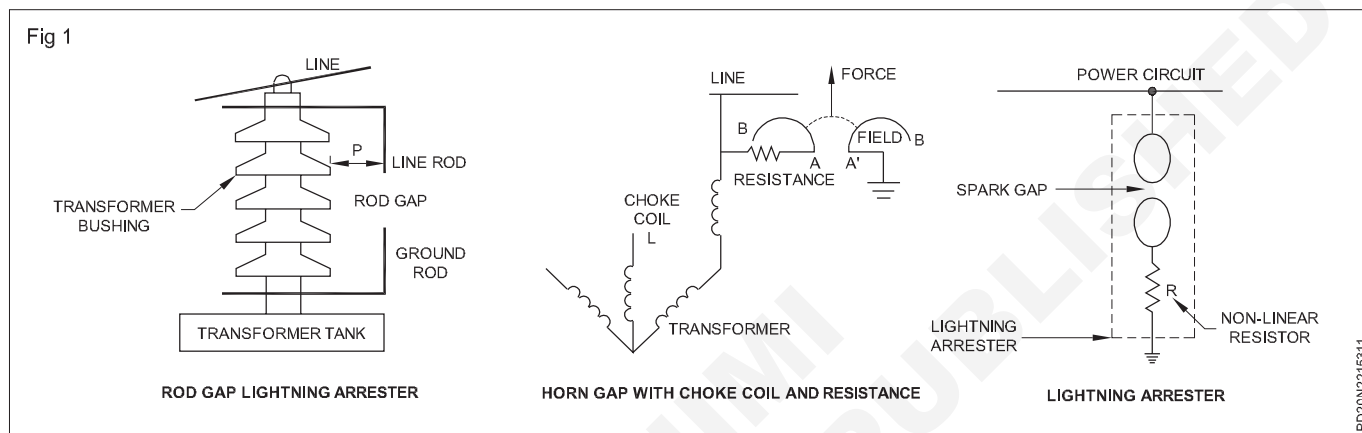 Fig 1
LINE
P
LINE ROD
ROD GAP
TRANSFORMER
BUSHING
GROUND
ROD
TRANSFORMER TANK
ROD GAP LIGHTNING ARRESTER
LINE
FORCE
B
FIELD
B
A
A'
RESISTANCE
CHOKE
COIL
L
TRANSFORMER
HORN GAP WITH CHOKE COIL AND RESISTANCE
POWER CIRCUIT
SPARK GAP
R
LIGHTNING
ARRESTER
NON-LINEAR
RESISTOR
LIGHTNING ARRESTER
PUBLISHED